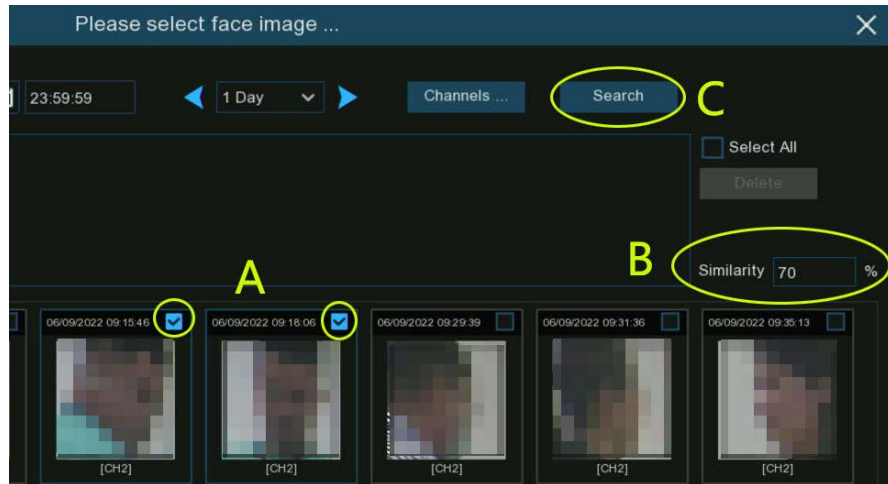 Please select face image ...
23:59:59
1 Day
Channels ...
Search
C
Select All
Delete
B
Similarity 70 %
A
06/09/2022 09:15:46
06/09/2022 09:18:06
06/09/2022 09:29:39
06/09/2022 09:31:36
06/09/2022 09:35:13
[CH2]
[CH2]
[CH2]
[CH2]
[CH2]